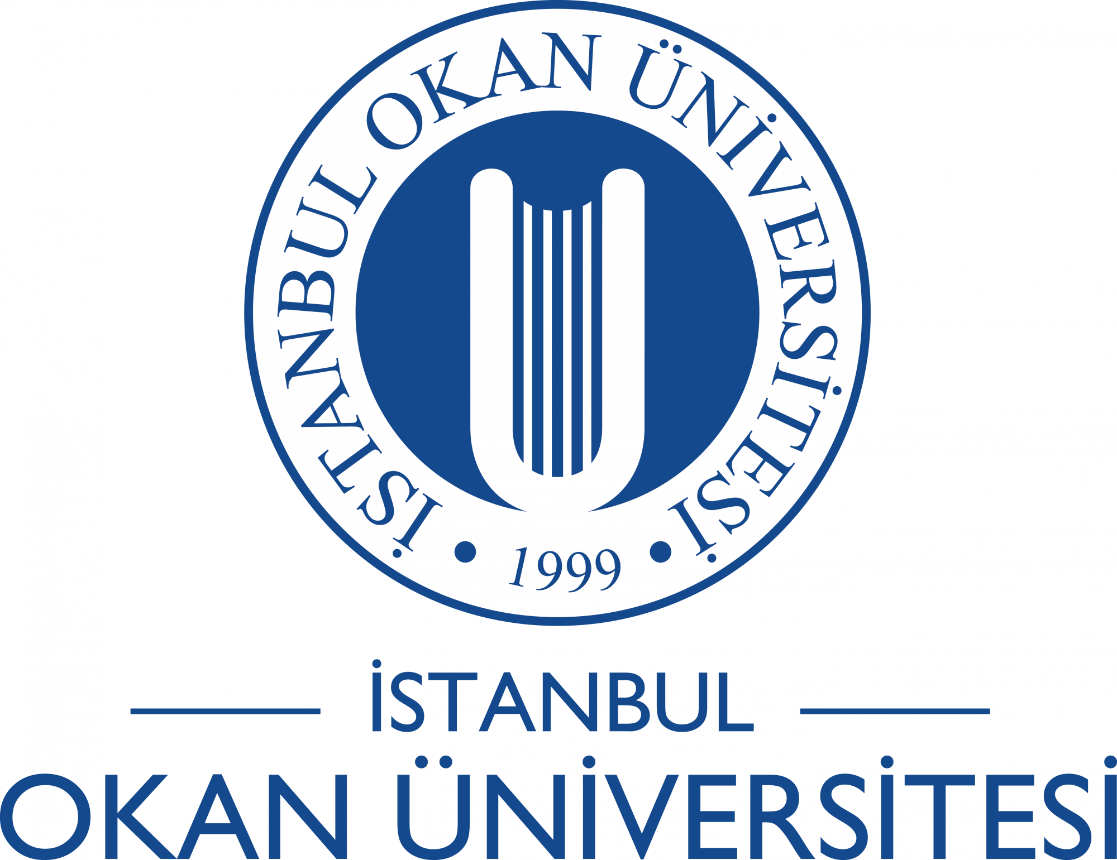 İSTANBUL OKAN ÜNİVERSİTESİ
• 1999 •
İSTANBUL
OKAN ÜNİVERSİTESİ